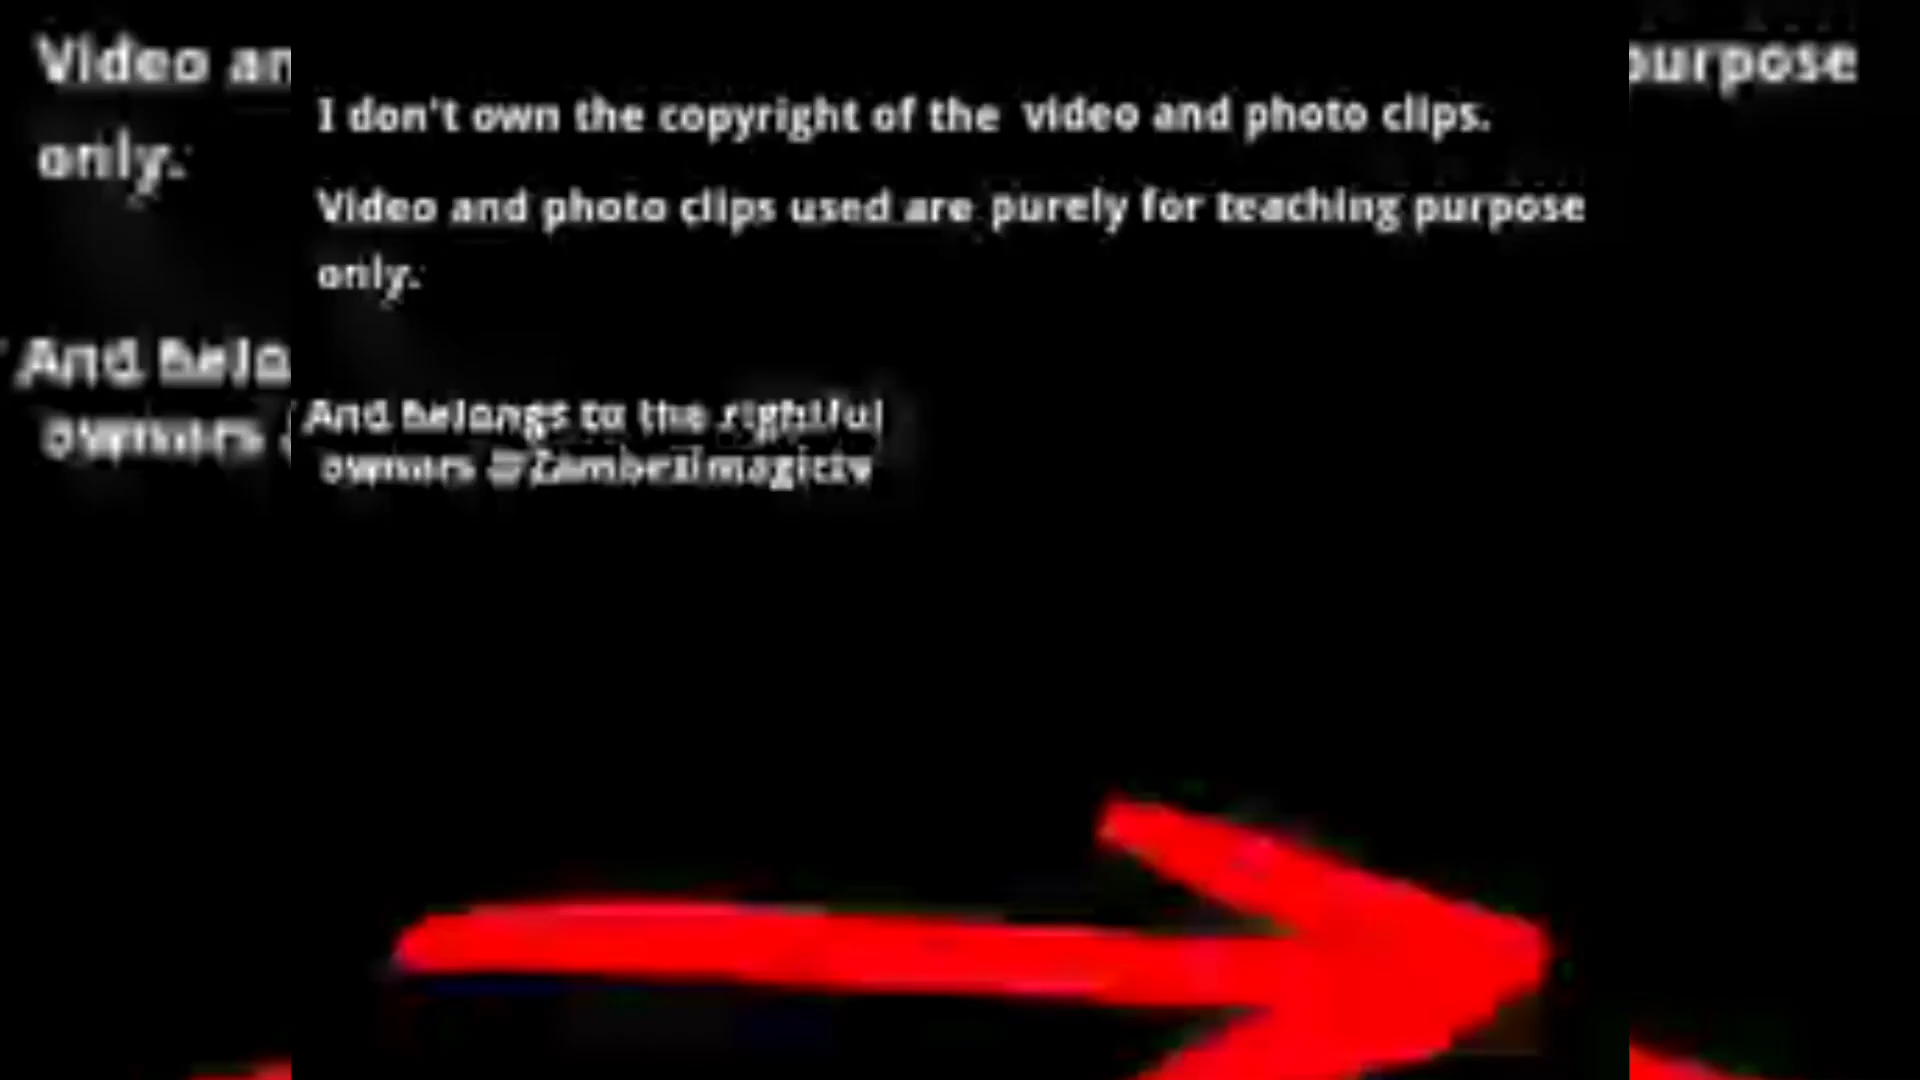 I don't own the copyright of the video and photo clips.
Video and photo clips used are purely for teaching purpose
only.
And belongs to the rightful
owners @Zambezimagictv